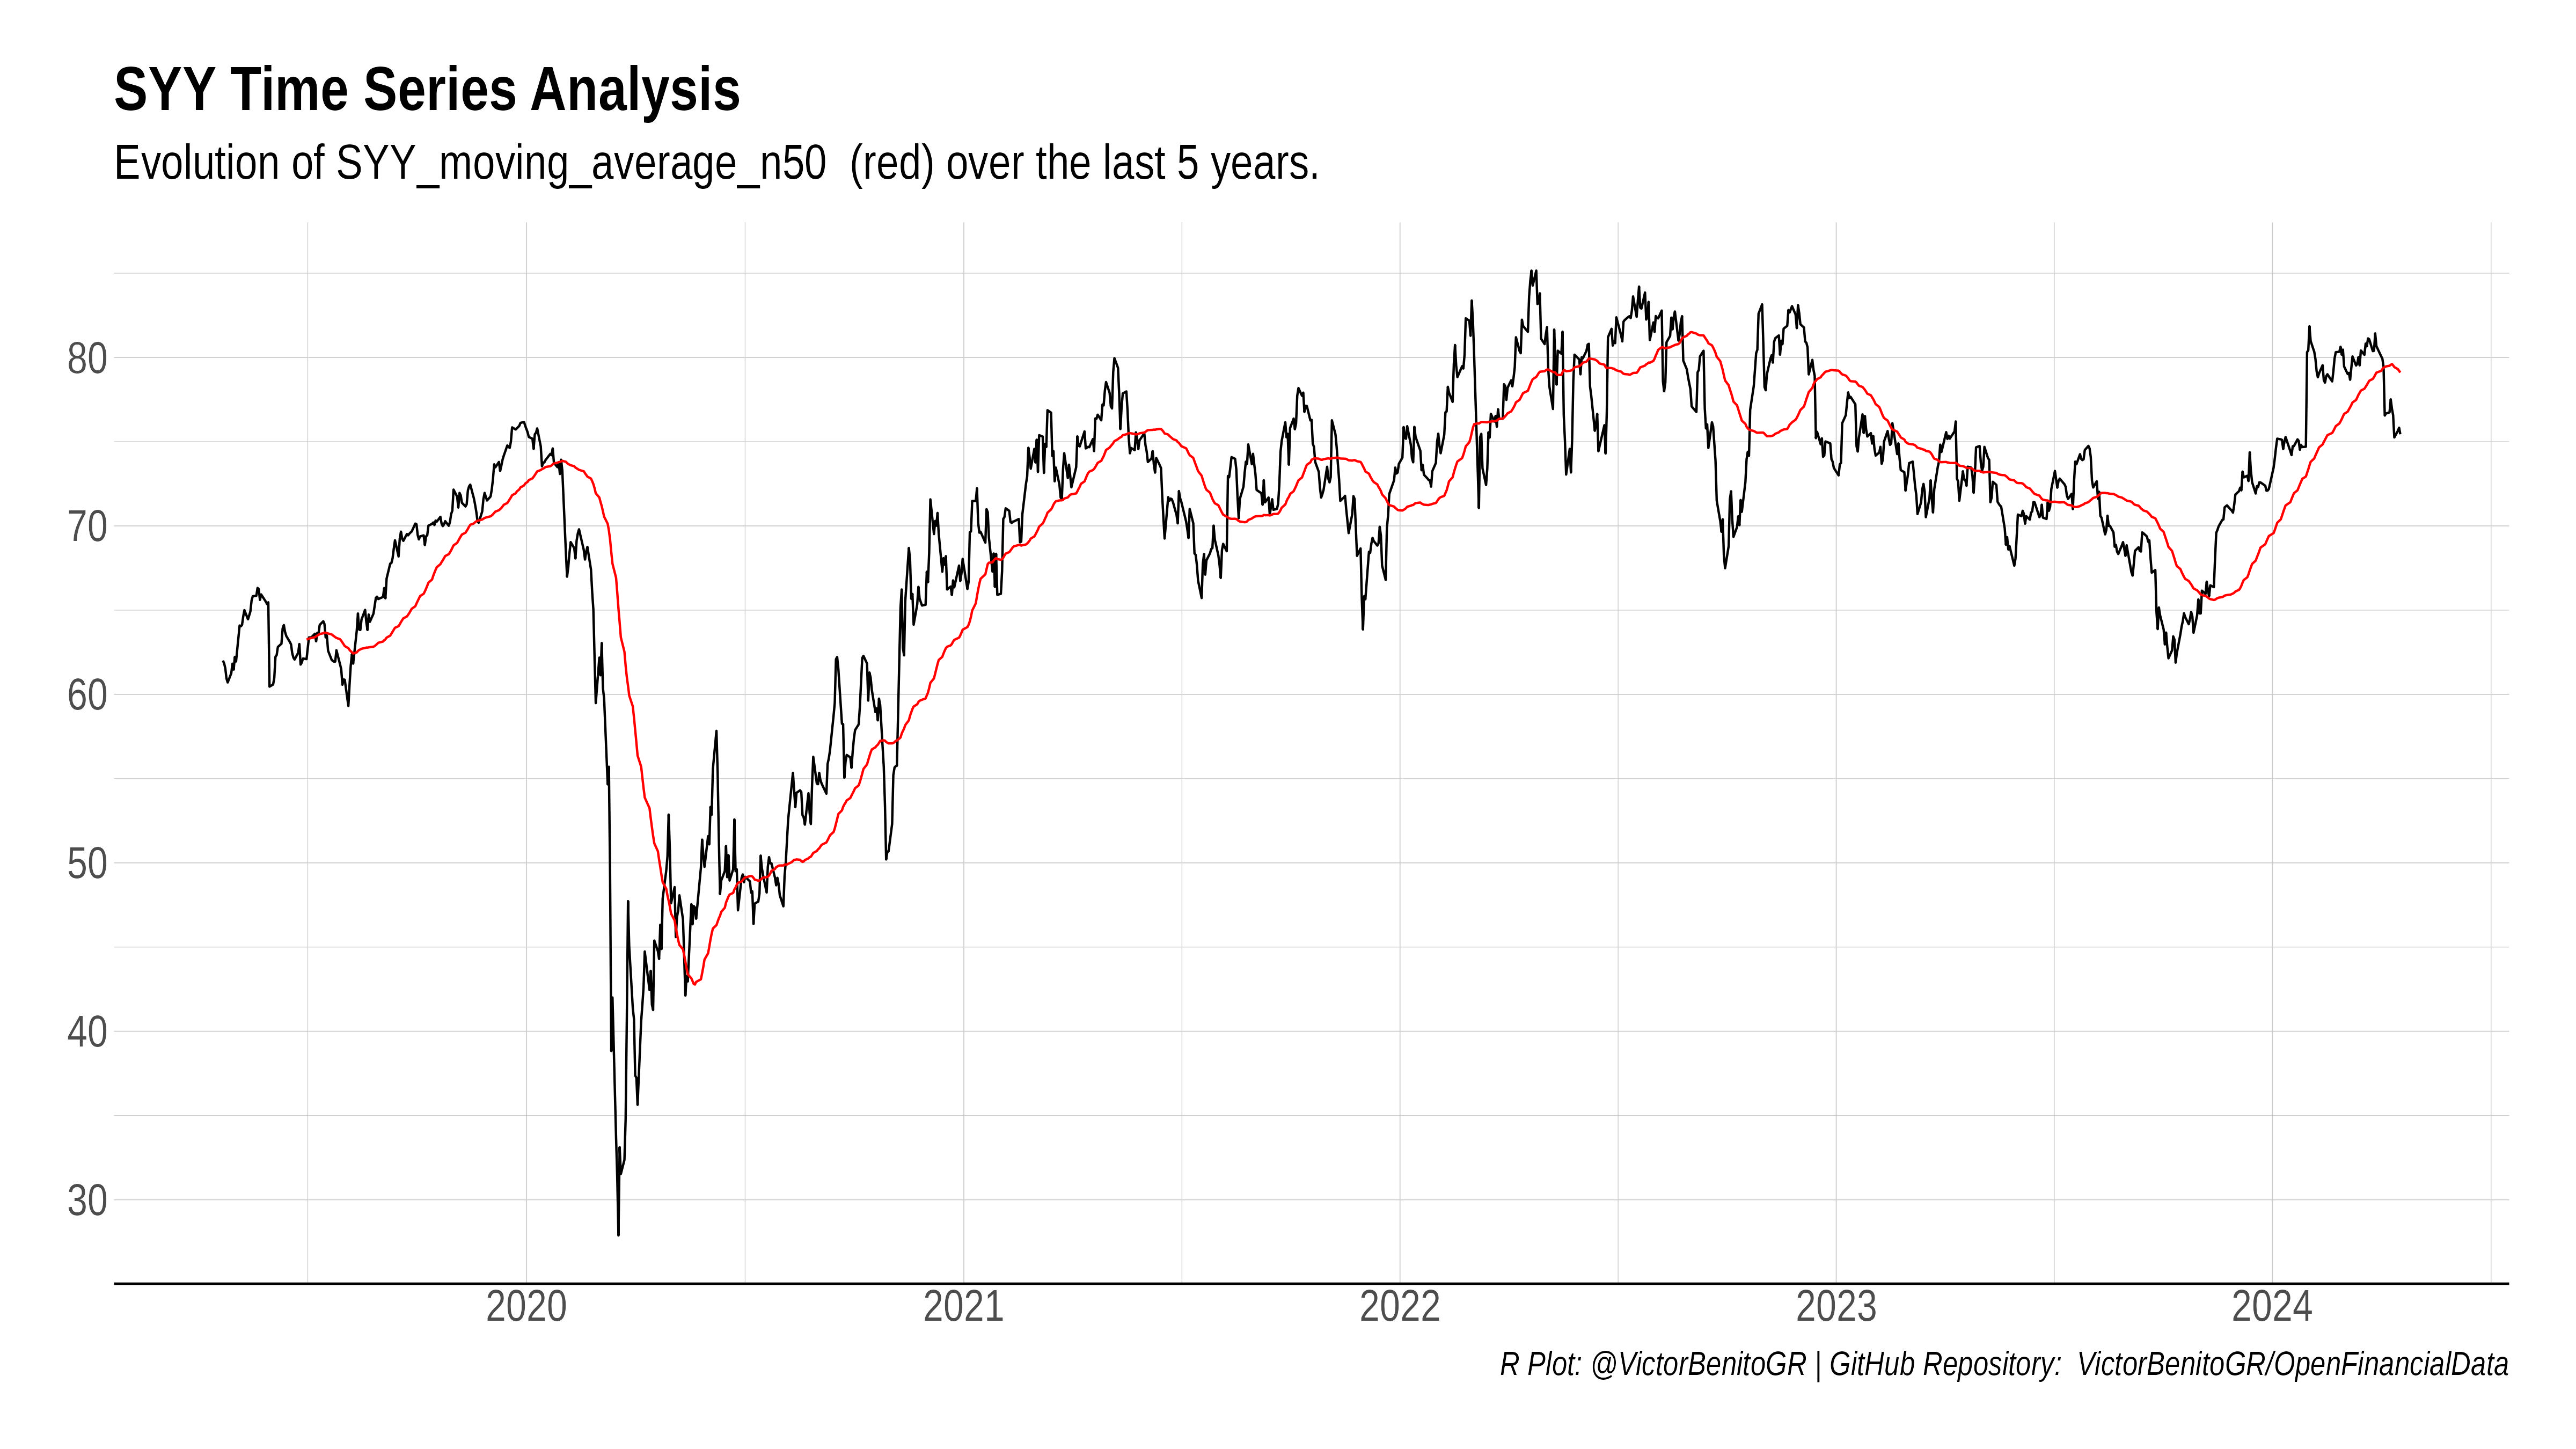 SYY Time Series Analysis
Evolution of SYY_moving_average_n50  (red) over the last 5 years.
80
70
60
50
40
30
2020 2021 2022 2023 2024
R Plot: @VictorBenitoGR | GitHub Repository:  VictorBenitoGR/OpenFinancialData